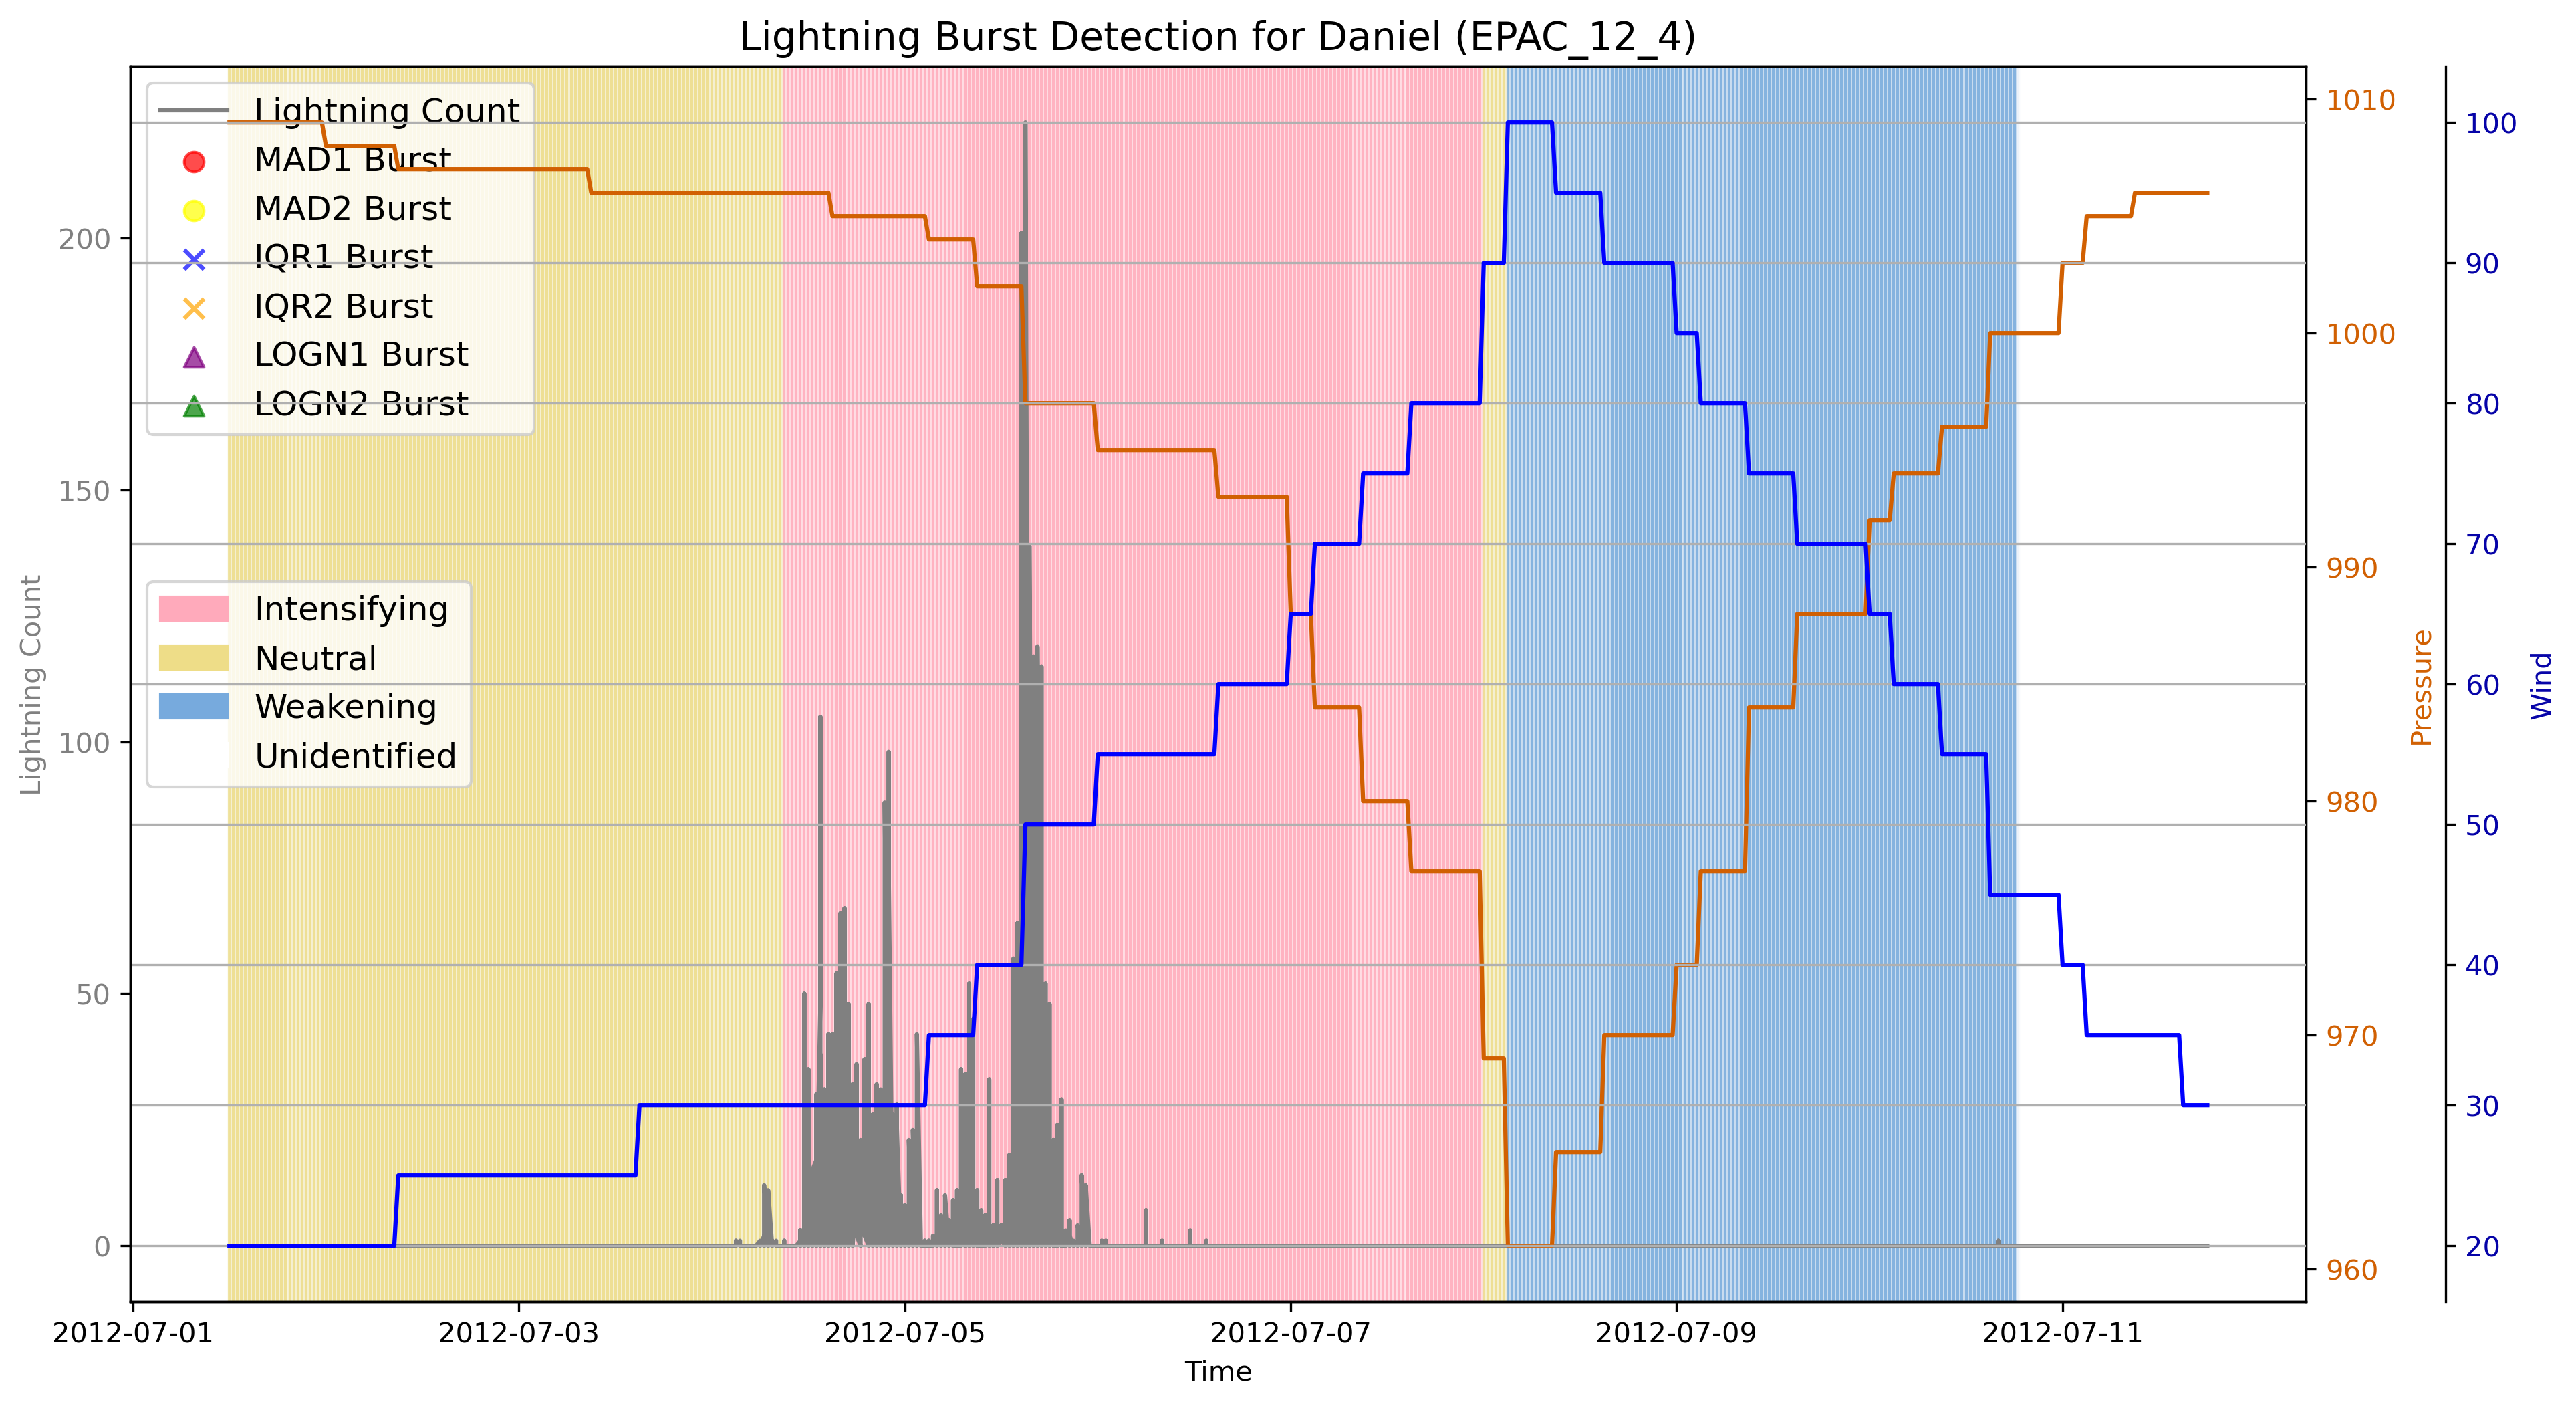 Lightning Burst Detection for Daniel (EPAC_12_4)
Lightning Count
MAD1 Burst
MAD2 Burst
IQR1 Burst
IQR2 Burst
LOGN1 Burst
LOGN2 Burst
Intensifying
Neutral
Weakening
Unidentified
Lightning Count
200
150
100
50
0
1010
1000
990
980
970
960
Pressure
100
90
80
70
60
50
40
30
20
Wind
2012-07-01
2012-07-03
2012-07-05
2012-07-07
2012-07-09
2012-07-11
Time